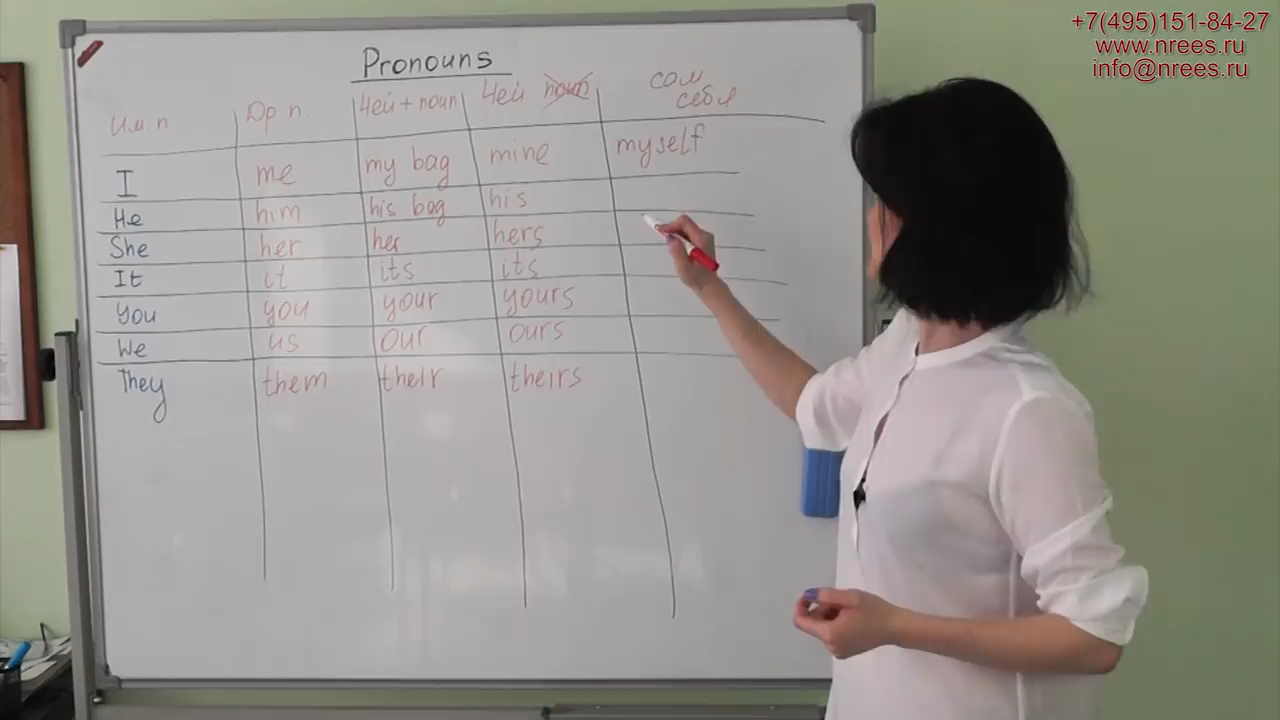 +7(495)151-84-27
www.nrees.ru
info@nrees.ru
Pronouns
Им. п Др п. Чей + noun Чей noun сам себя
I me my bag mine myself
He him his bag his
She her her hers
It it its its
You you your yours
We us our ours
They them their theirs